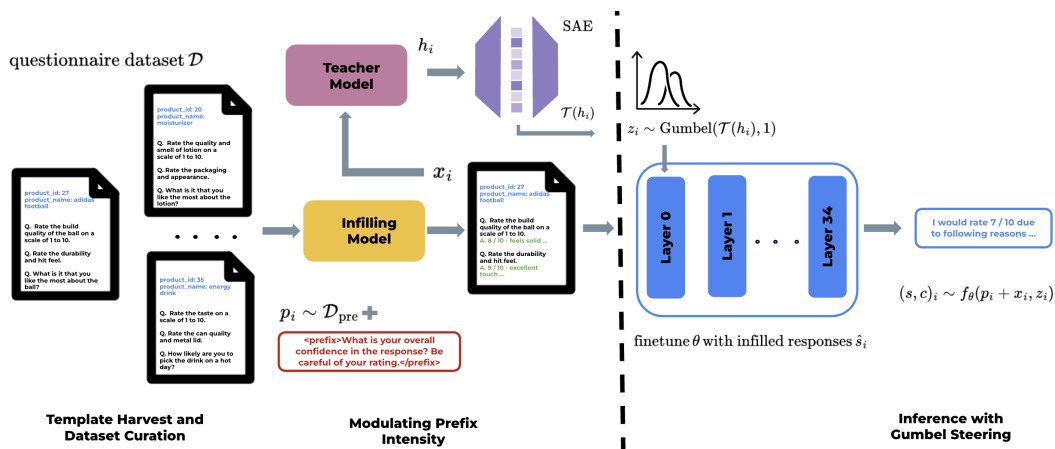 questionnaire dataset 𝒟
product_id: 20
product_name:
moisturizer
Q. Rate the quality and
smell of lotion on a
scale of 1 to 10.
Q. Rate the packaging
and appearance.
Q. What is it that you
like the most about the
lotion?
product_id: 27
product_name: adidas
football
Q. Rate the build
quality of the ball on a
scale of 1 to 10.
Q. Rate the durability
and hit feel.
Q. What is it that you
like the most about the
ball?
. . . .
product_id: 35
product_name: energy
drink
Q. Rate the taste on a
scale of 1 to 10.
Q. Rate the can quality
and metal lid.
Q. How likely are you to
pick the drink on a hot
day?
Template Harvest and
Dataset Curation
Teacher
Model
h_i
SAE
𝒯(h_i)
x_i
Infilling
Model
product_id: 27
product_name: adidas
football
Q. Rate the build
quality of the ball on a
scale of 1 to 10.
A. 8 / 10 - feels solid ...
Q. Rate the durability
and hit feel.
A. 9 / 10 - excellent
touch ...
p_i ∼ 𝒟_pre +
<prefix>What is your overall
confidence in the response? Be
careful of your rating.</prefix>
Modulating Prefix
Intensity
z_i ∼ Gumbel(𝒯(h_i), 1)
Layer 0
Layer 1
. . .
Layer 34
finetune θ with infilled responses ŝ_i
I would rate 7 / 10 due
to following reasons ...
(s, c)_i ∼ f_θ(p_i + x_i, z_i)
Inference with
Gumbel Steering